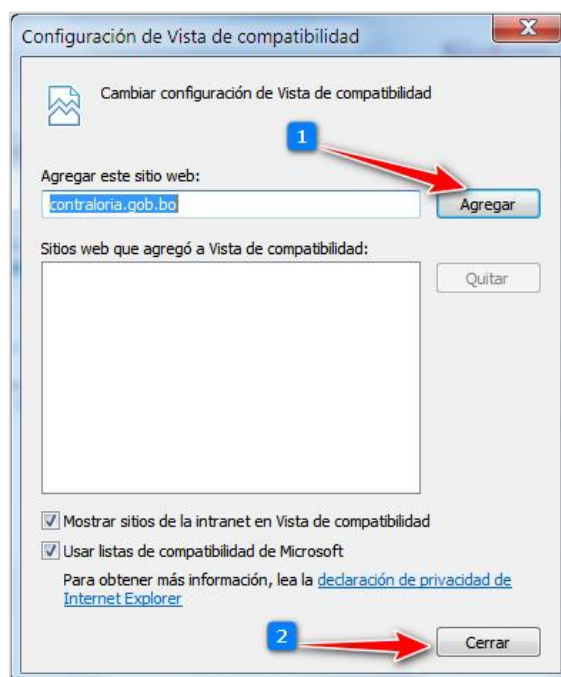 Configuración de Vista de compatibilidad
X
Cambiar configuración de Vista de compatibilidad
1
Agregar este sitio web:
contraloria.gob.bo
Agregar
Sitios web que agregó a Vista de compatibilidad:
Quitar
Mostrar sitios de la intranet en Vista de compatibilidad
Usar listas de compatibilidad de Microsoft
Para obtener más información, lea la declaración de privacidad de
Internet Explorer
2
Cerrar